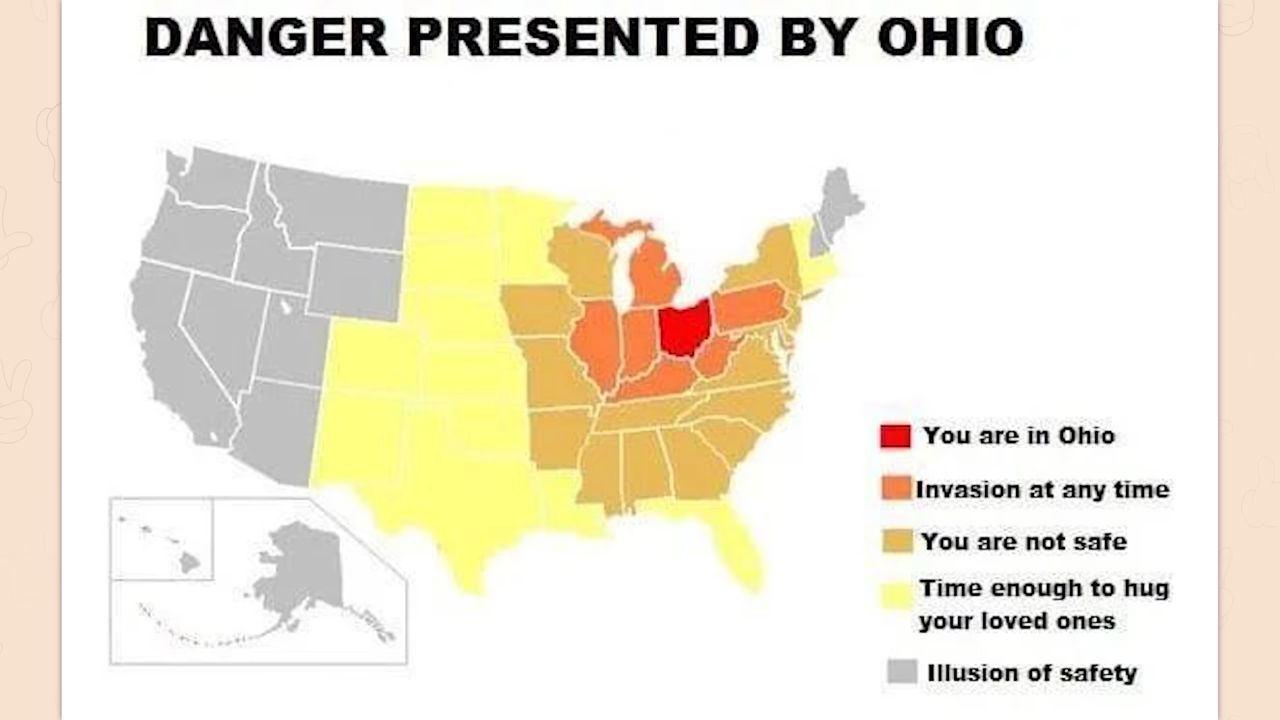 DANGER PRESENTED BY OHIO
You are in Ohio
Invasion at any time
You are not safe
Time enough to hug
your loved ones
Illusion of safety